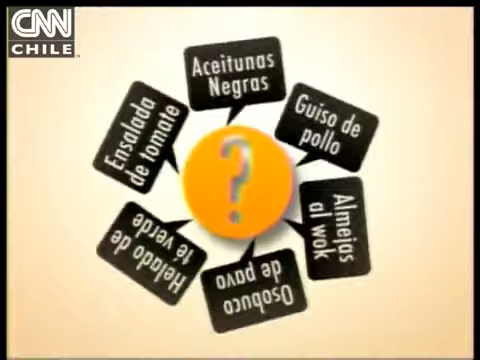 CNN
CHILE
Aceitunas
Negras
Guiso de
pollo
Almejas
al wok
Osobuco
de pavo
Helado de
té verde
Ensalada
de tomate
?